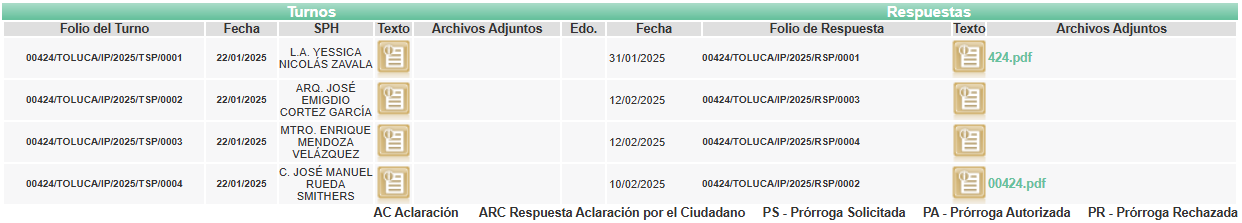 Turnos Respuestas
Folio del Turno Fecha SPH Texto Archivos Adjuntos Edo. Fecha Folio de Respuesta Texto Archivos Adjuntos
00424/TOLUCA/IP/2025/TSP/0001 22/01/2025 L.A. YESSICA NICOLÁS ZAVALA 31/01/2025 00424/TOLUCA/IP/2025/RSP/0001 424.pdf
00424/TOLUCA/IP/2025/TSP/0002 22/01/2025 ARQ. JOSÉ EMIGDIO CORTEZ GARCÍA 12/02/2025 00424/TOLUCA/IP/2025/RSP/0003
00424/TOLUCA/IP/2025/TSP/0003 22/01/2025 MTRO. ENRIQUE MENDOZA VELÁZQUEZ 12/02/2025 00424/TOLUCA/IP/2025/RSP/0004
00424/TOLUCA/IP/2025/TSP/0004 22/01/2025 C. JOSÉ MANUEL RUEDA SMITHERS 10/02/2025 00424/TOLUCA/IP/2025/RSP/0002 00424.pdf
AC Aclaración ARC Respuesta Aclaración por el Ciudadano PS - Prórroga Solicitada PA - Prórroga Autorizada PR - Prórroga Rechazada